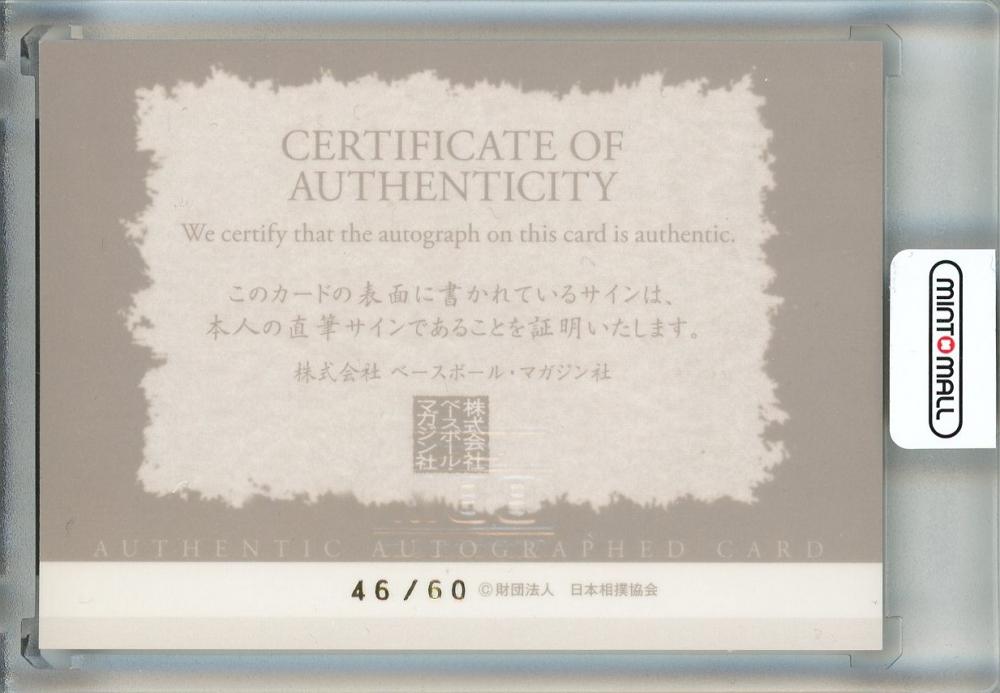 CERTIFICATE OF
AUTHENTICITY
We certify that the autograph on this card is authentic.
このカードの表面に書かれているサインは、
本人の直筆サインであることを証明いたします。
株式会社 ベースボール・マガジン社
株式会社
ベースボール
マガジン社
AUTHENTIC AUTOGRAPHED CARD
46/60 ©財団法人 日本相撲協会
MINT MALL